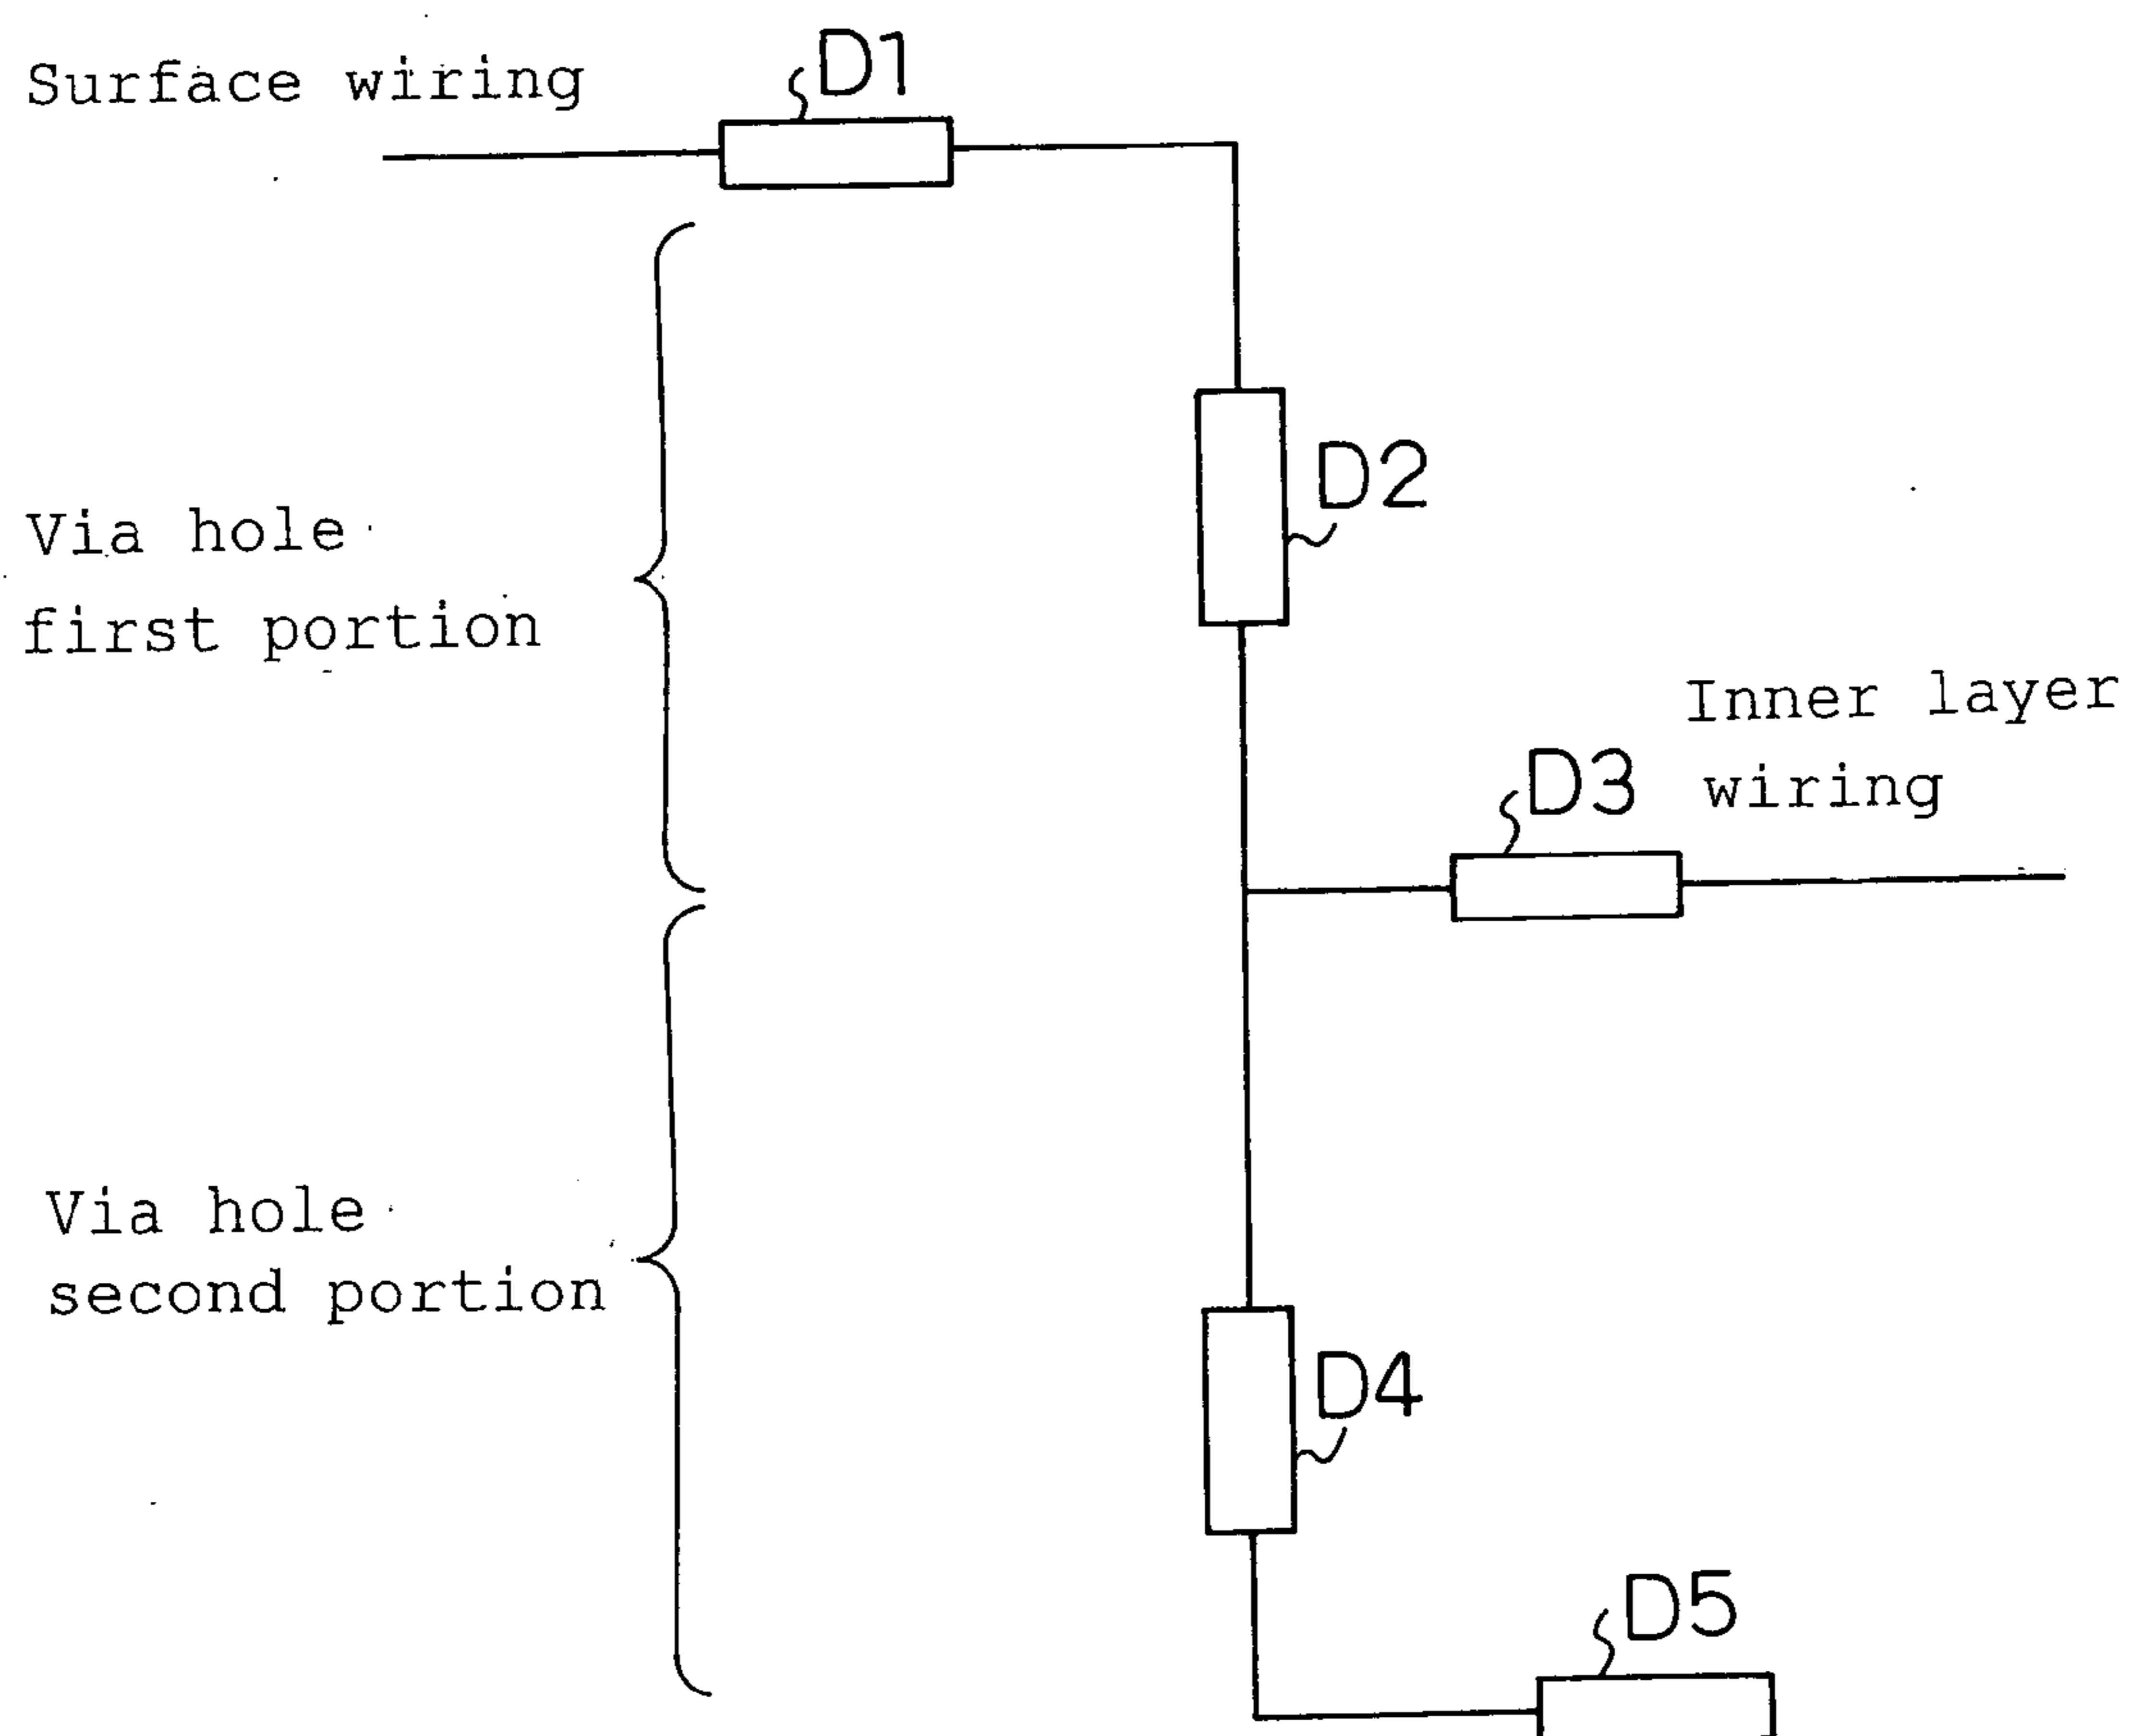 Surface wiring
D1
Via hole
first portion
D2
Inner layer
wiring
D3
Via hole
second portion
D4
D5